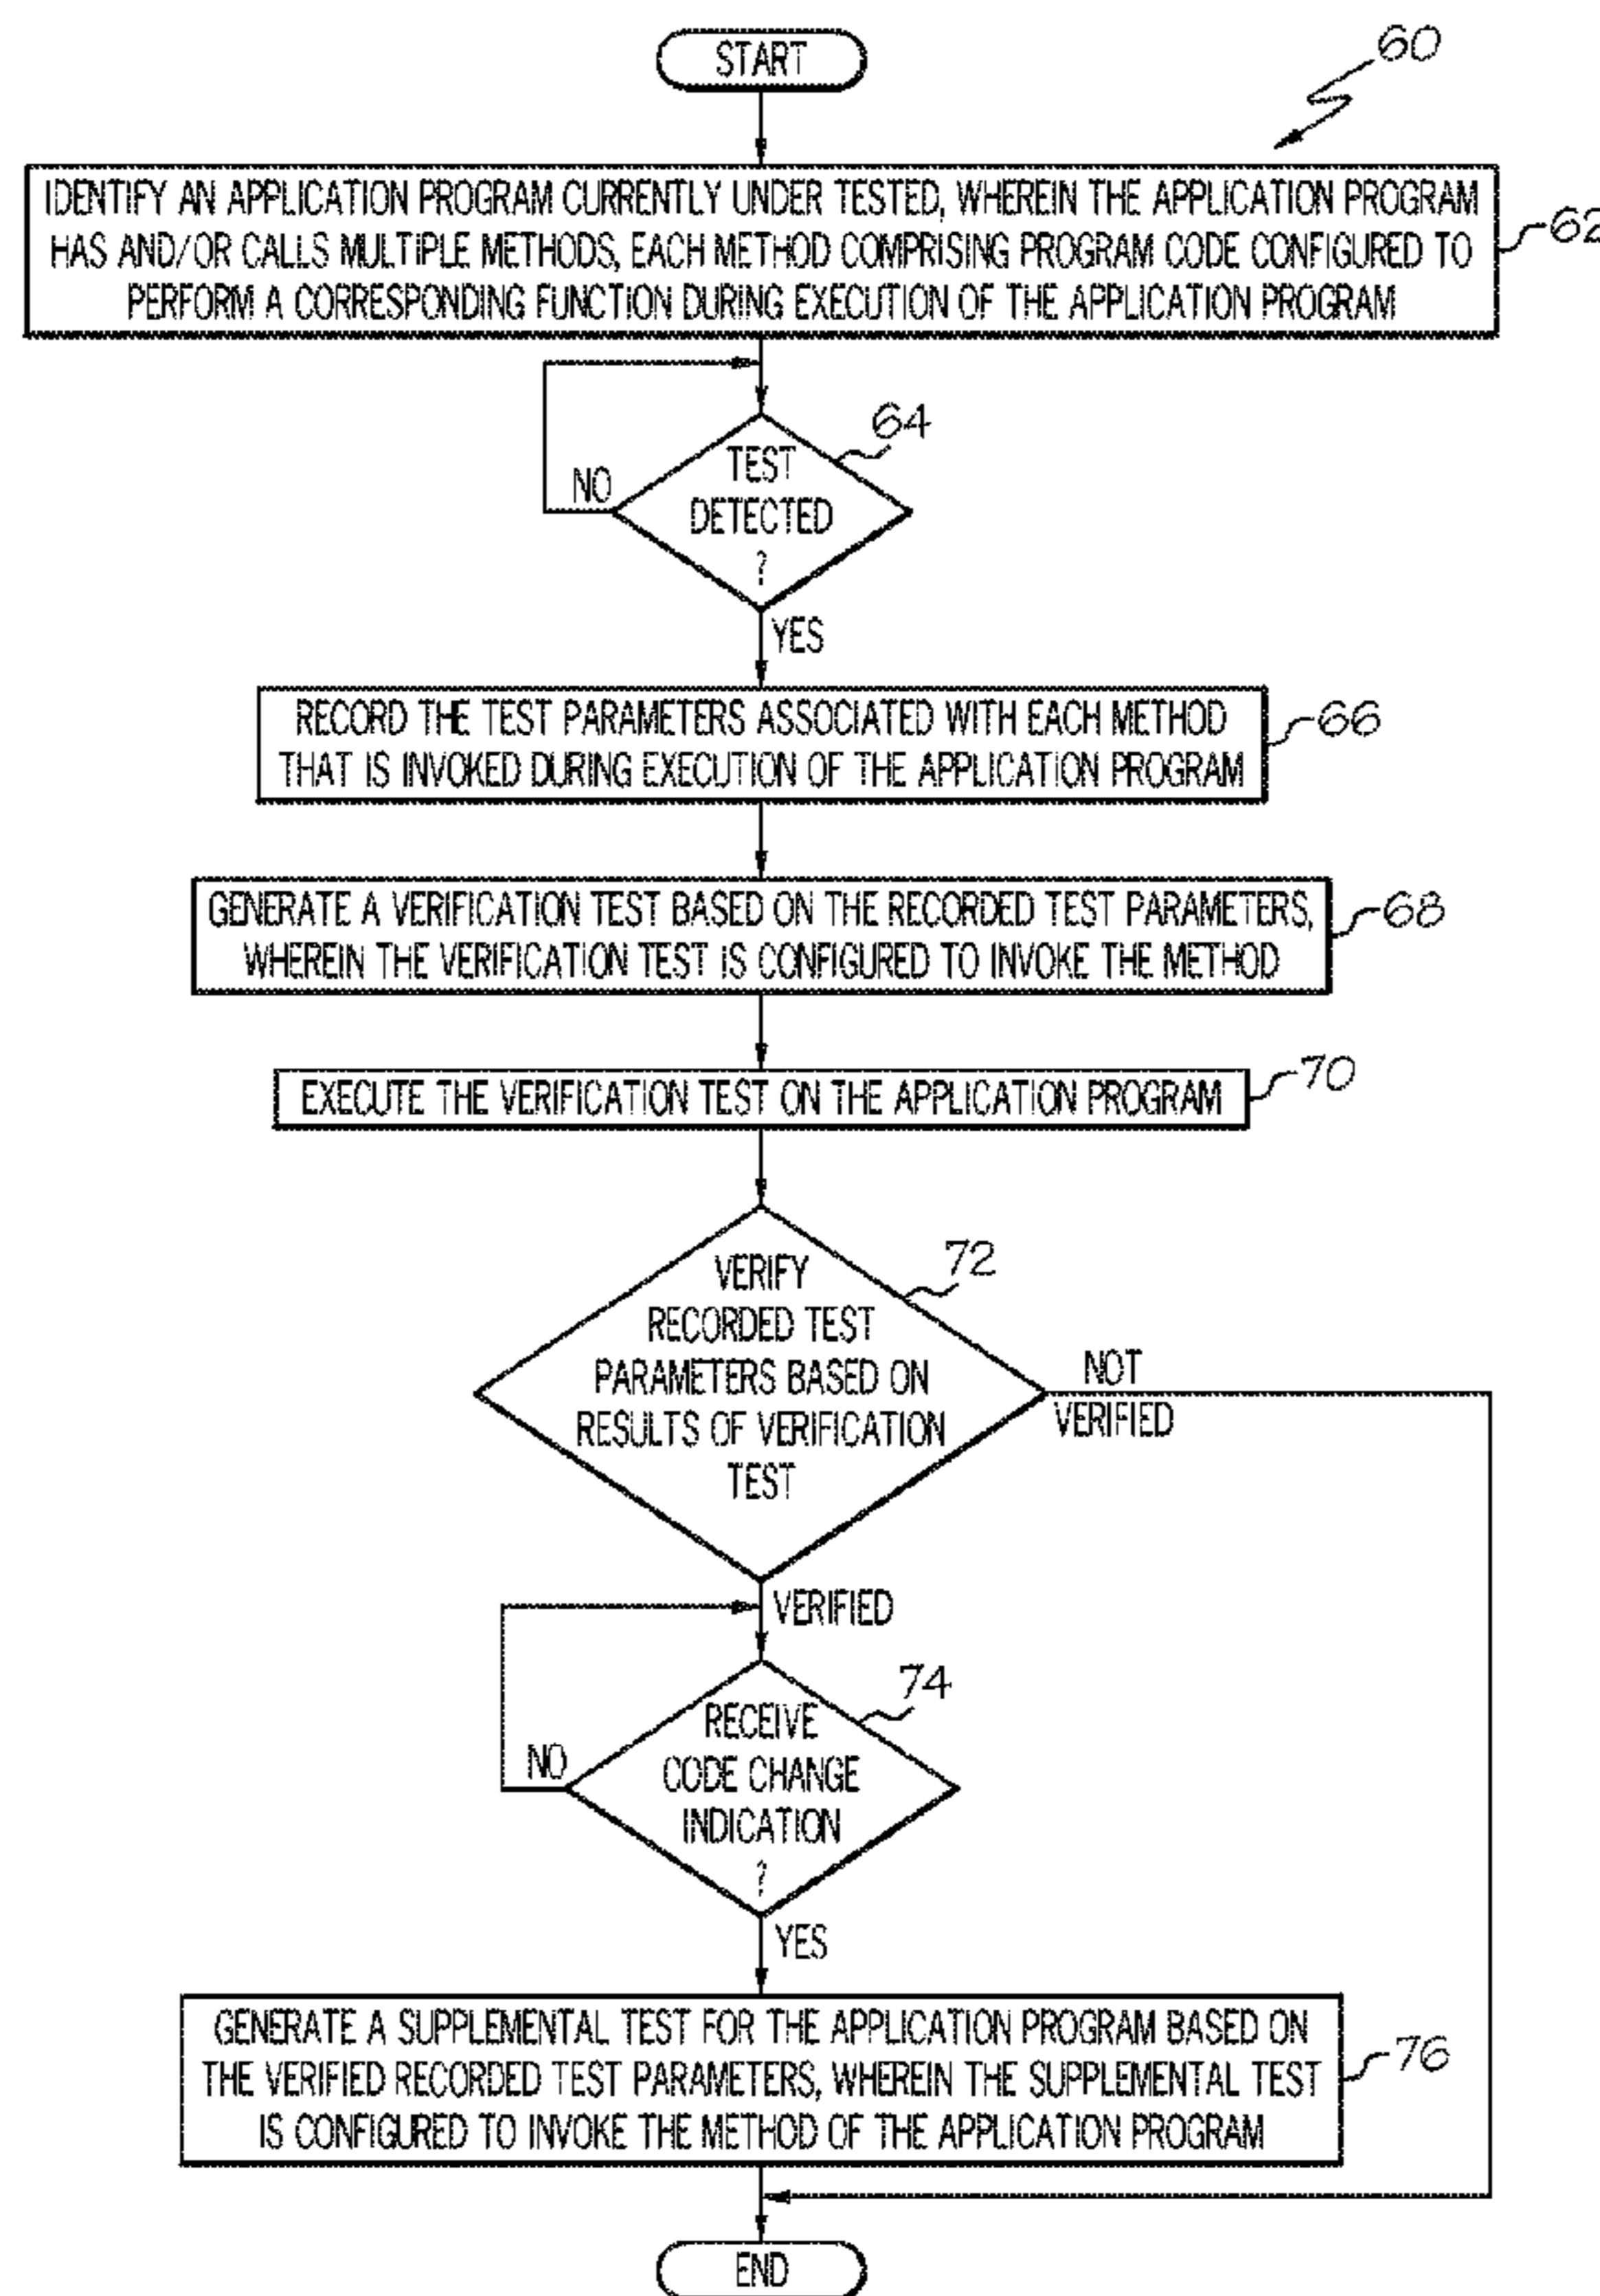 START
60
IDENTIFY AN APPLICATION PROGRAM CURRENTLY UNDER TESTED, WHEREIN THE APPLICATION PROGRAM
HAS AND/OR CALLS MULTIPLE METHODS, EACH METHOD COMPRISING PROGRAM CODE CONFIGURED TO
PERFORM A CORRESPONDING FUNCTION DURING EXECUTION OF THE APPLICATION PROGRAM
62
64
TEST
DETECTED
?
NO
YES
RECORD THE TEST PARAMETERS ASSOCIATED WITH EACH METHOD
THAT IS INVOKED DURING EXECUTION OF THE APPLICATION PROGRAM
66
GENERATE A VERIFICATION TEST BASED ON THE RECORDED TEST PARAMETERS,
WHEREIN THE VERIFICATION TEST IS CONFIGURED TO INVOKE THE METHOD
68
EXECUTE THE VERIFICATION TEST ON THE APPLICATION PROGRAM
70
72
VERIFY
RECORDED TEST
PARAMETERS BASED ON
RESULTS OF VERIFICATION
TEST
NOT
VERIFIED
VERIFIED
74
RECEIVE
CODE CHANGE
INDICATION
?
NO
YES
GENERATE A SUPPLEMENTAL TEST FOR THE APPLICATION PROGRAM BASED ON
THE VERIFIED RECORDED TEST PARAMETERS, WHEREIN THE SUPPLEMENTAL TEST
IS CONFIGURED TO INVOKE THE METHOD OF THE APPLICATION PROGRAM
76
END